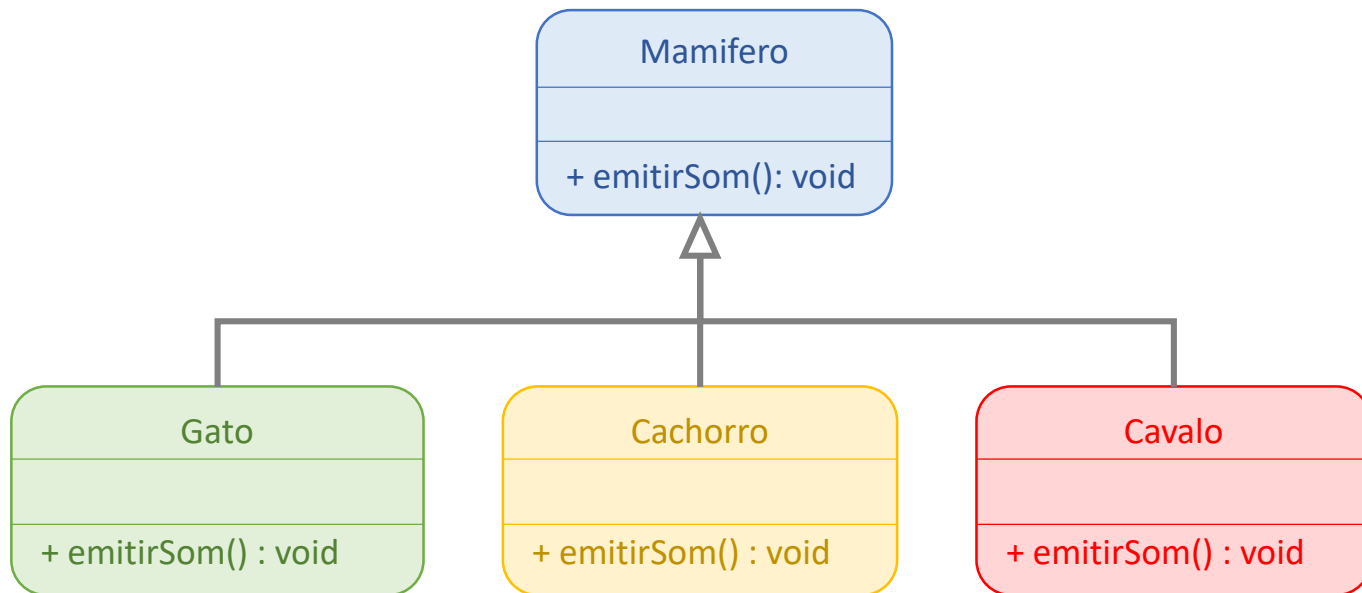 Mamifero
+ emitirSom(): void
Gato
+ emitirSom() : void
Cachorro
+ emitirSom() : void
Cavalo
+ emitirSom() : void